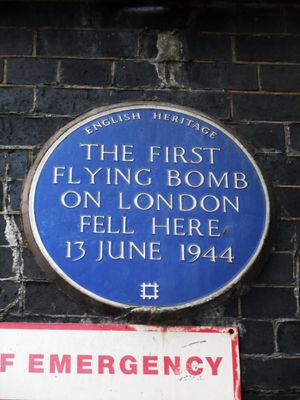 ENGLISH HERITAGE
THE FIRST
FLYING BOMB
ON LONDON
FELL HERE
13 JUNE 1944
F EMERGENCY